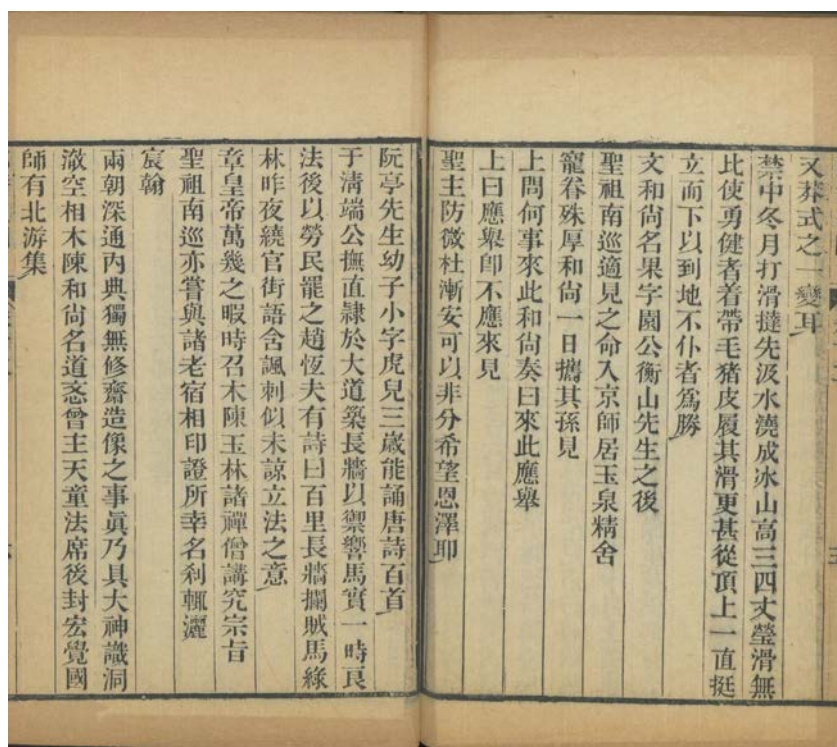 又莽式之一變耳
禁中冬月打滑撻先汲水澆成冰山高三四丈瑩滑無
比使勇健者着帶毛猪皮履其滑更甚從頂上一直挺
立而下以到地不仆者爲勝
文和尙名果字園公衡山先生之後
聖祖南巡適見之命入京師居玉泉精舍
寵眷殊厚和尙一日攜其孫見
上問何事來此和尙奏曰來此應舉
上曰應舉卽不應來見
聖主防微杜漸安可以非分希望恩澤耶
阮亭先生幼子小字虎兒三歲能誦唐詩百首
于清端公撫直隸於大道築長牆以禦響馬實一時良
法後以勞民罷之趙恆夫有詩曰百里長牆攔賊馬綠
林昨夜繞官街語含諷刺似未諒立法之意
章皇帝萬幾之暇時召木陳玉林諸禪僧講究宗旨
聖祖南巡亦嘗與諸老宿相印證所幸名刹輒灑
宸翰
兩朝深通內典獨無修齋造像之事眞乃具大神識洞
澈空相木陳和尙名道忞曾主天童法席後封宏覺國
師有北游集